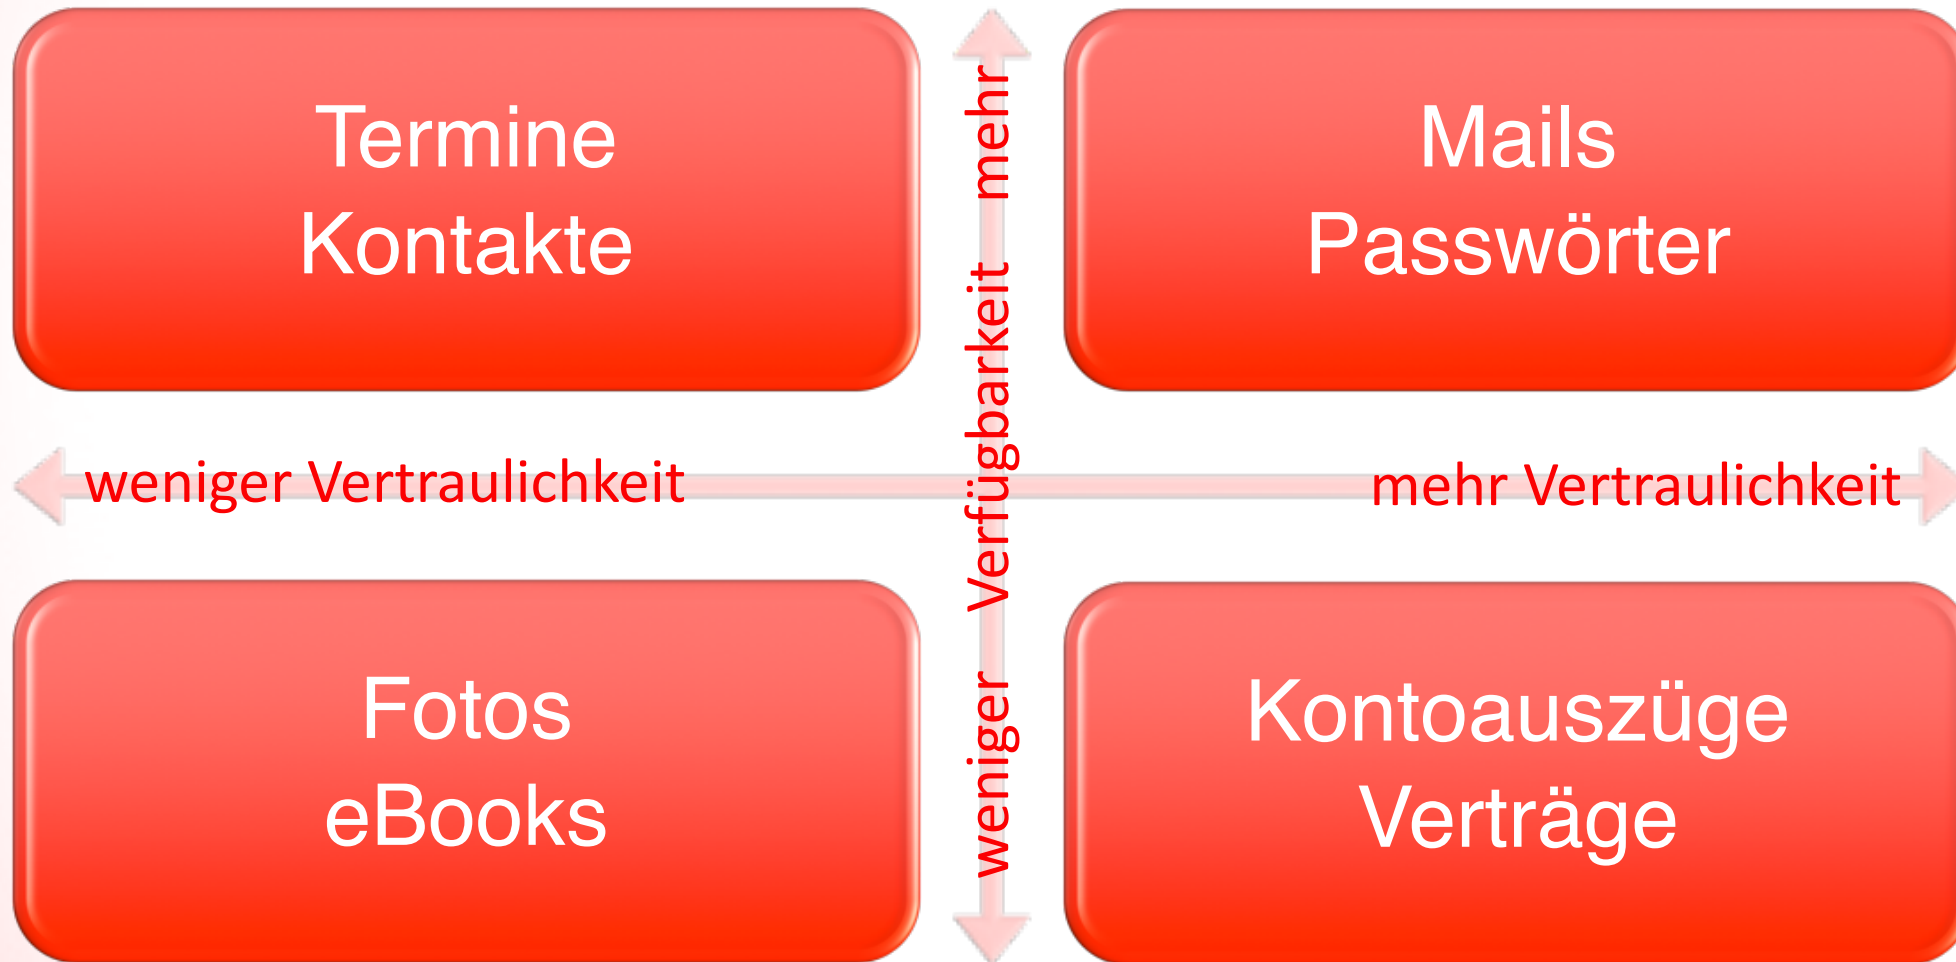 Termine
Kontakte
Mails
Passwörter
weniger Verfügbarkeit mehr
weniger Vertraulichkeit
mehr Vertraulichkeit
Fotos
eBooks
Kontoauszüge
Verträge